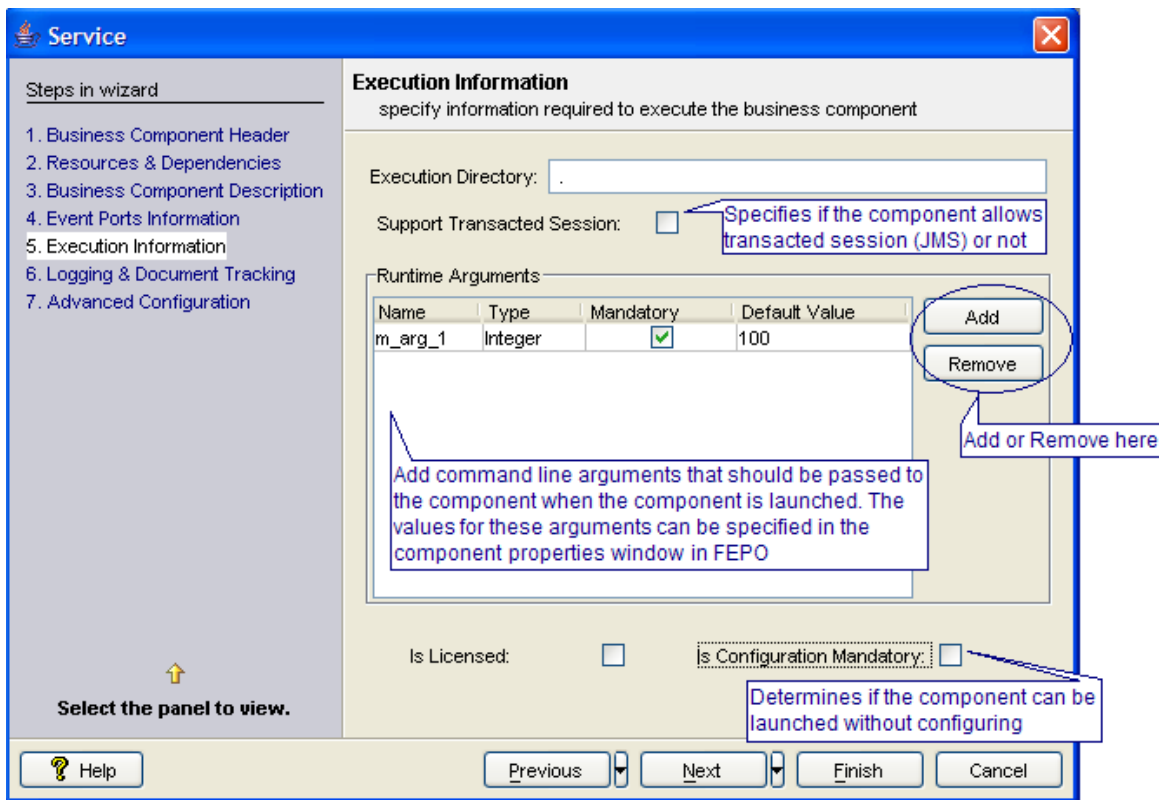 Service
Steps in wizard
1. Business Component Header
2. Resources & Dependencies
3. Business Component Description
4. Event Ports Information
5. Execution Information
6. Logging & Document Tracking
7. Advanced Configuration
Select the panel to view.
Execution Information
specify information required to execute the business component
Execution Directory: .
Support Transacted Session:
Specifies if the component allows
transacted session (JMS) or not
Runtime Arguments
Name Type Mandatory Default Value
m_arg_1 Integer 100
Add
Remove
Add or Remove here
Add command line arguments that should be passed to
the component when the component is launched. The
values for these arguments can be specified in the
component properties window in FEPO
Is Licensed:
Is Configuration Mandatory:
Determines if the component can be
launched without configuring
Help
Previous
Next
Finish
Cancel